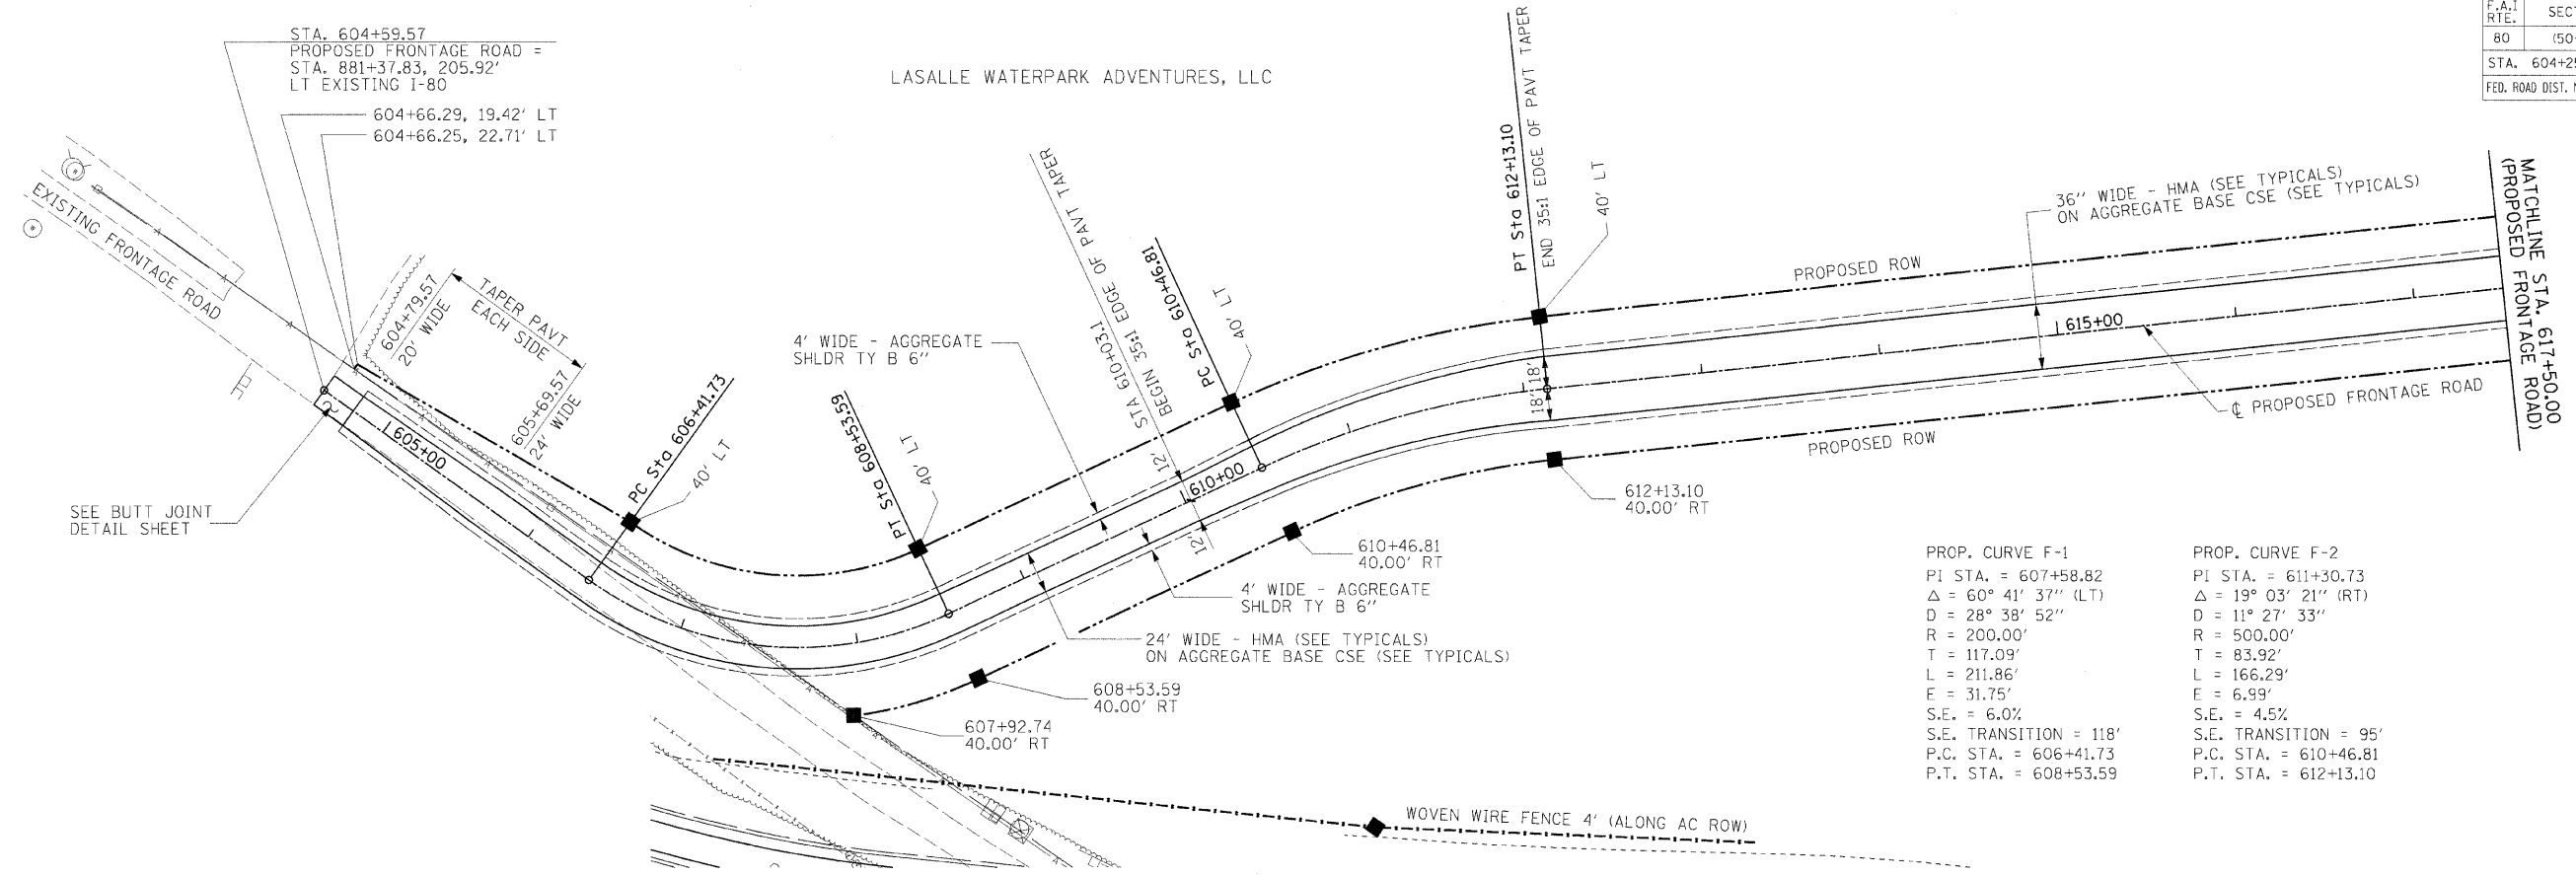 STA. 604+59.57
PROPOSED FRONTAGE ROAD =
STA. 881+37.83, 205.92'
LT EXISTING I-80
604+66.29, 19.42' LT
604+66.25, 22.71' LT
LASALLE WATERPARK ADVENTURES, LLC
F.A.I
RTE.
80
(50-
STA. 604+25
FED. ROAD DIST. N
EXISTING FRONTAGE ROAD
604+79.57
20' WIDE
TAPER PAVT
EACH SIDE
605+69.57
24' WIDE
605+00
SEE BUTT JOINT
DETAIL SHEET
PC Sta 606+41.73
40' LT
4' WIDE - AGGREGATE
SHLDR TY B 6"
PT Sta 608+53.59
40' LT
STA 610+03.1
BEGIN 35:1 EDGE OF PAVT TAPER
12'
12'
610+00
PC Sta 610+46.81
40' LT
PT Sta 612+13.10
END 35:1 EDGE OF PAVT TAPER
40' LT
18'
18'
PROPOSED ROW
36" WIDE - HMA (SEE TYPICALS)
ON AGGREGATE BASE CSE (SEE TYPICALS)
615+00
MATCHLINE STA. 617+50.00
(PROPOSED FRONTAGE ROAD)
℄ PROPOSED FRONTAGE ROAD
PROPOSED ROW
612+13.10
40.00' RT
610+46.81
40.00' RT
4' WIDE - AGGREGATE
SHLDR TY B 6"
24' WIDE - HMA (SEE TYPICALS)
ON AGGREGATE BASE CSE (SEE TYPICALS)
608+53.59
40.00' RT
607+92.74
40.00' RT
WOVEN WIRE FENCE 4' (ALONG AC ROW)
PROP. CURVE F-1
PI STA. = 607+58.82
Δ = 60° 41' 37" (LT)
D = 28° 38' 52"
R = 200.00'
T = 117.09'
L = 211.86'
E = 31.75'
S.E. = 6.0%
S.E. TRANSITION = 118'
P.C. STA. = 606+41.73
P.T. STA. = 608+53.59
PROP. CURVE F-2
PI STA. = 611+30.73
Δ = 19° 03' 21" (RT)
D = 11° 27' 33"
R = 500.00'
T = 83.92'
L = 166.29'
E = 6.99'
S.E. = 4.5%
S.E. TRANSITION = 95'
P.C. STA. = 610+46.81
P.T. STA. = 612+13.10